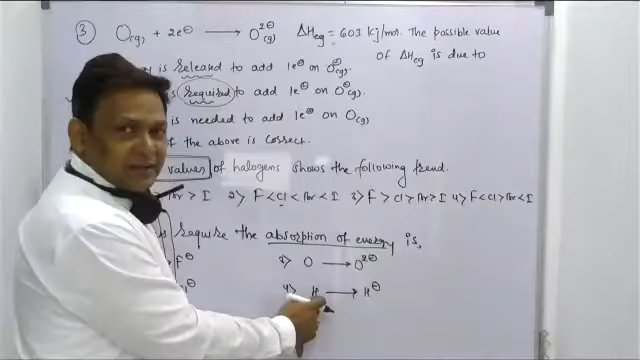 ③ O(g) + 2e⊖ ⟶ O2⊖(g) ΔHeg = 603 KJ/mol. The possible value
of ΔHeg is due to
is released to add 1e⊖ on O⊖(g).
is required to add 1e⊖ on O⊖(g).
is needed to add 1e⊖ on O(g)
of the above is correct.
values of halogens shows the following trend.
Br > I 2> F < Cl < Br < I 3> F > Cl > Br > I 4> F < Cl > Br < I
require the absorption of energy is,
F⊖ O ⟶ O2⊖
4> H ⟶ H⊖